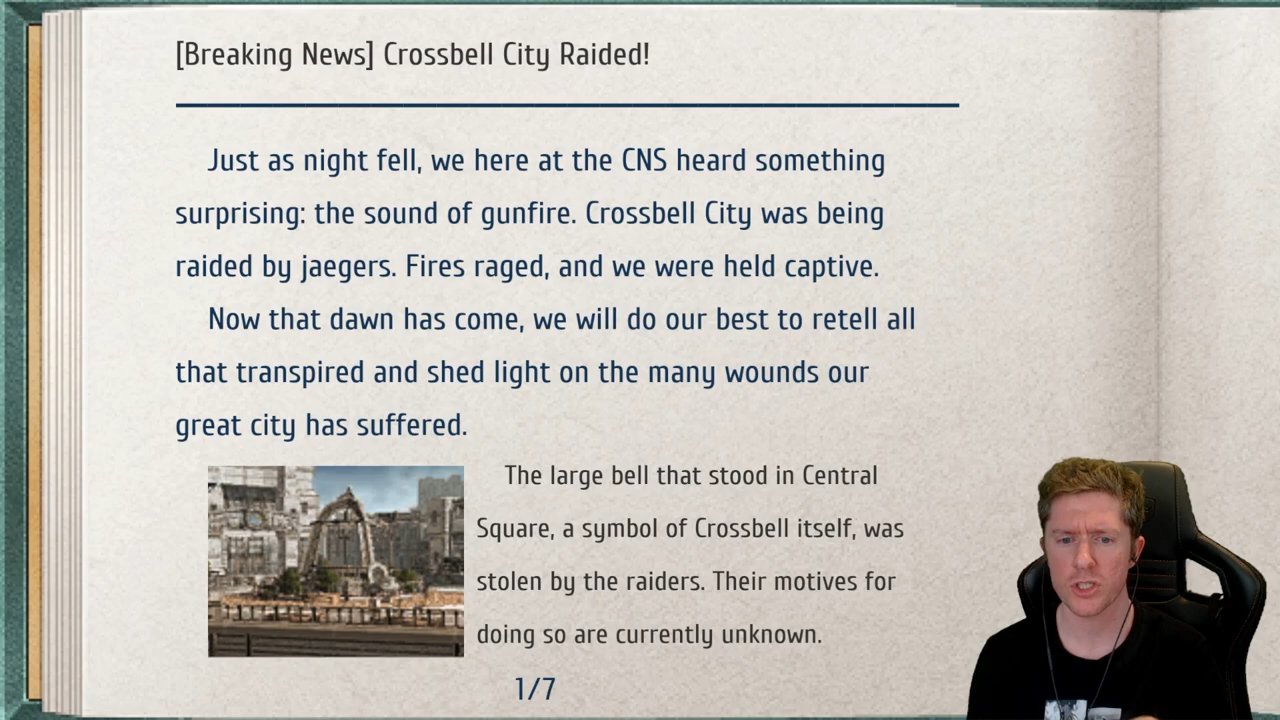 [Breaking News] Crossbell City Raided!
Just as night fell, we here at the CNS heard something
surprising: the sound of gunfire. Crossbell City was being
raided by jaegers. Fires raged, and we were held captive.
Now that dawn has come, we will do our best to retell all
that transpired and shed light on the many wounds our
great city has suffered.
The large bell that stood in Central
Square, a symbol of Crossbell itself, was
stolen by the raiders. Their motives for
doing so are currently unknown.
1/7